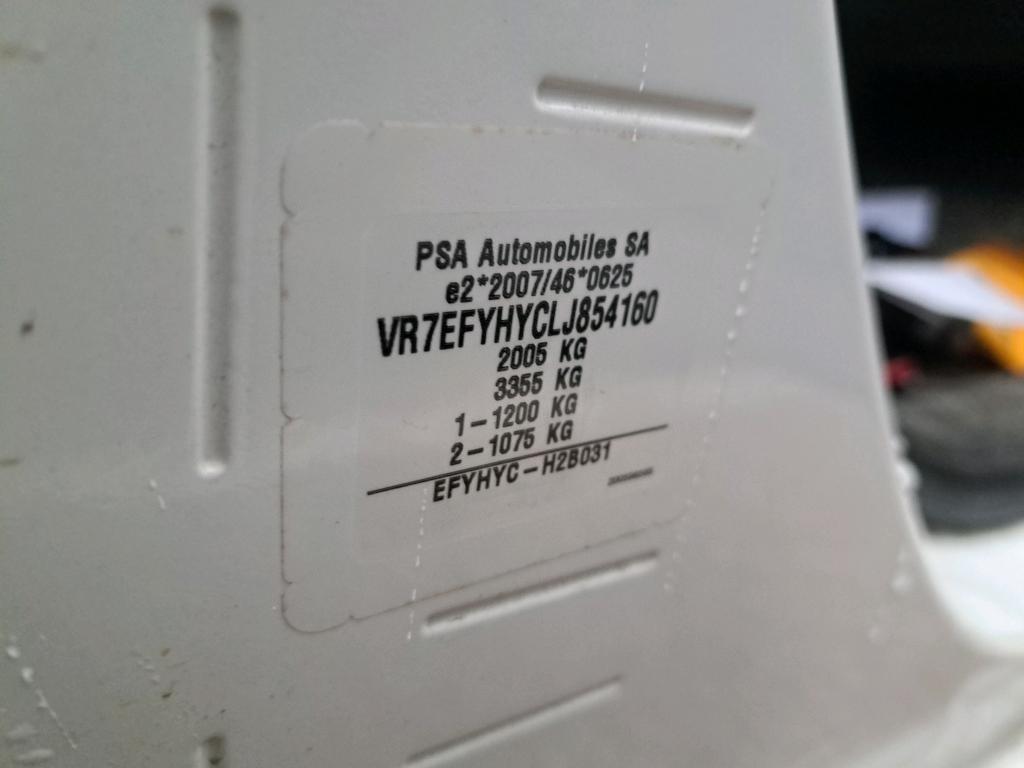 PSA Automobiles SA
e2*2007/46*0625
VR7EFYHYCLJ854160
2005 KG
3355 KG
1-1200 KG
2-1075 KG
EFYHYC-H2B031